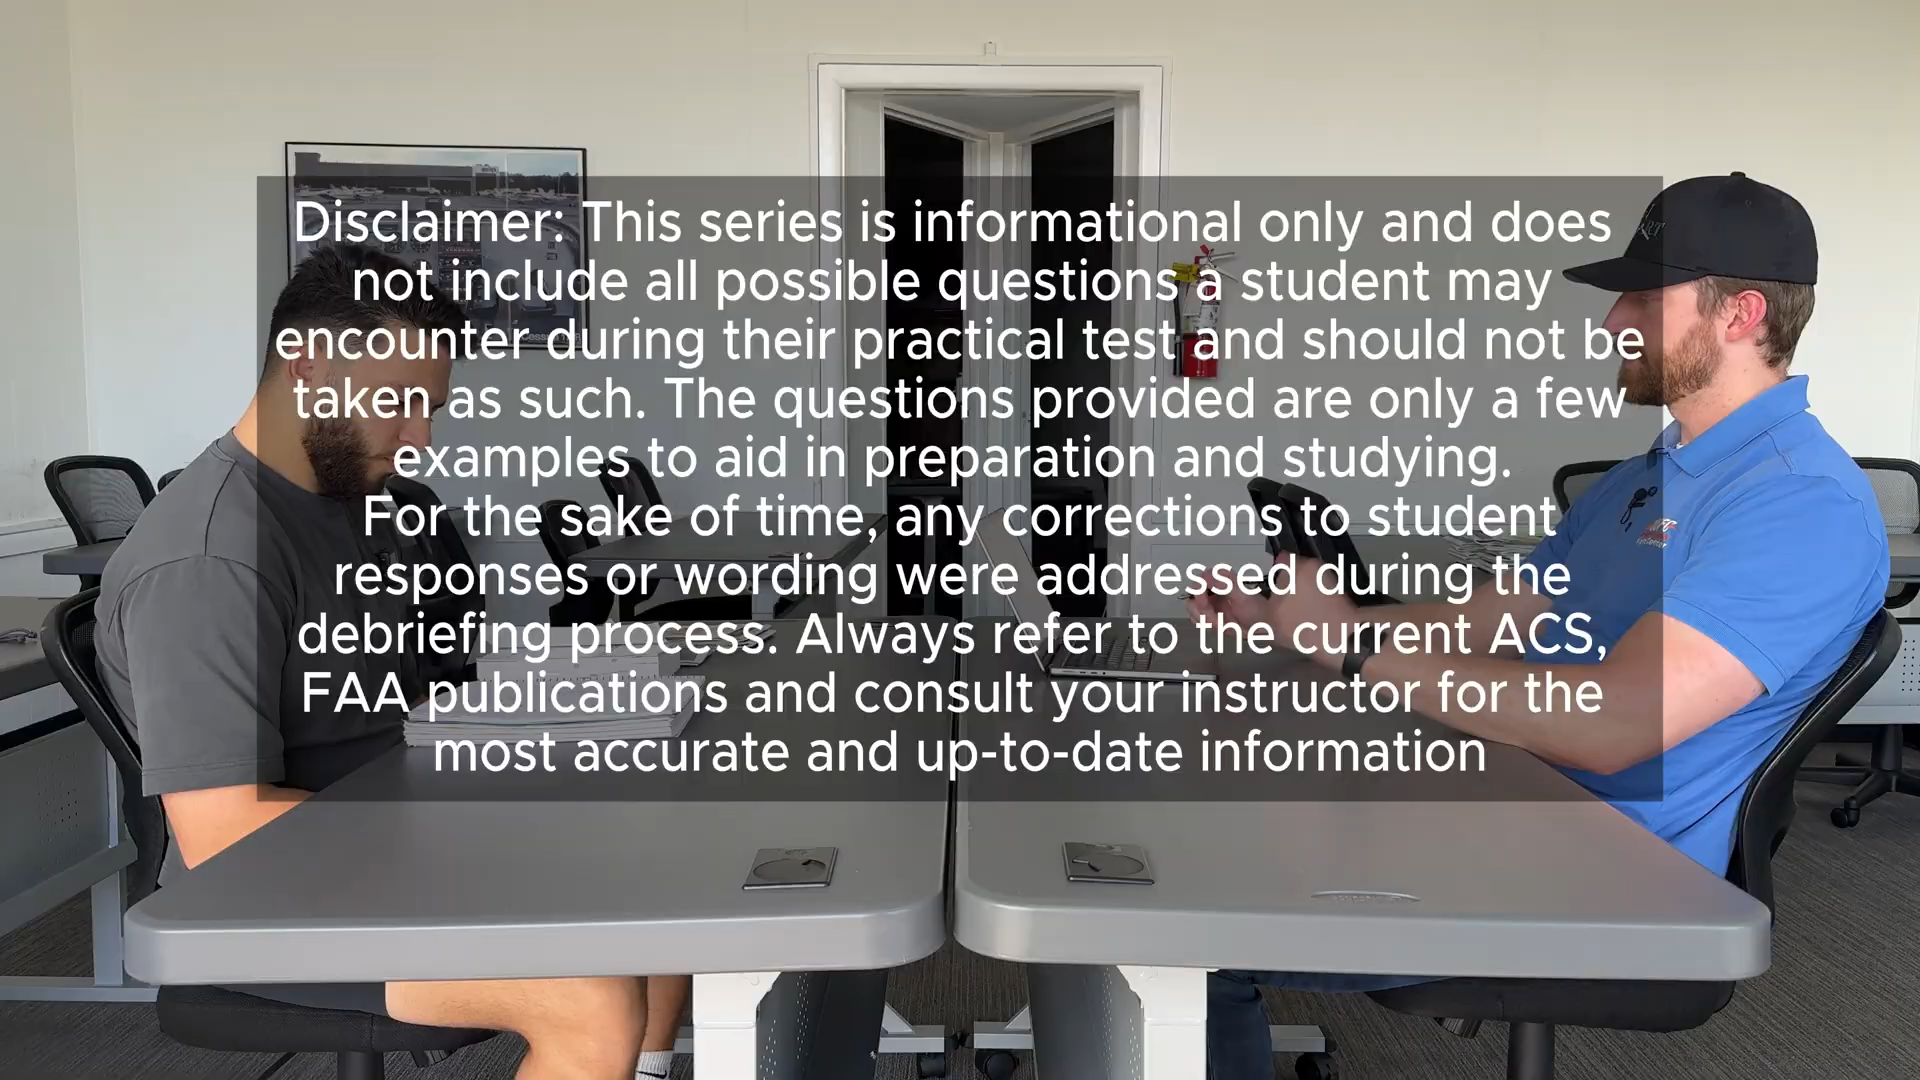 Disclaimer: This series is informational only and does
not include all possible questions a student may
encounter during their practical test and should not be
taken as such. The questions provided are only a few
examples to aid in preparation and studying.
For the sake of time, any corrections to student
responses or wording were addressed during the
debriefing process. Always refer to the current ACS,
FAA publications and consult your instructor for the
most accurate and up-to-date information